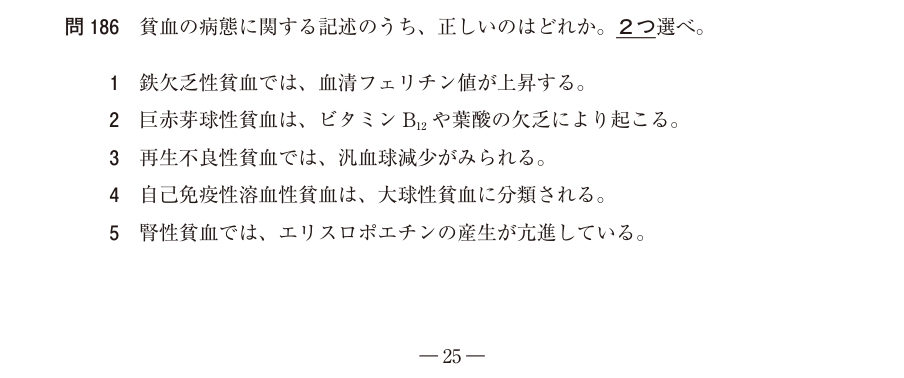 問 186 貧血の病態に関する記述のうち、正しいのはどれか。2つ選べ。
1 鉄欠乏性貧血では、血清フェリチン値が上昇する。
2 巨赤芽球性貧血は、ビタミン B₁₂ や葉酸の欠乏により起こる。
3 再生不良性貧血では、汎血球減少がみられる。
4 自己免疫性溶血性貧血は、大球性貧血に分類される。
5 腎性貧血では、エリスロポエチンの産生が亢進している。
— 25 —